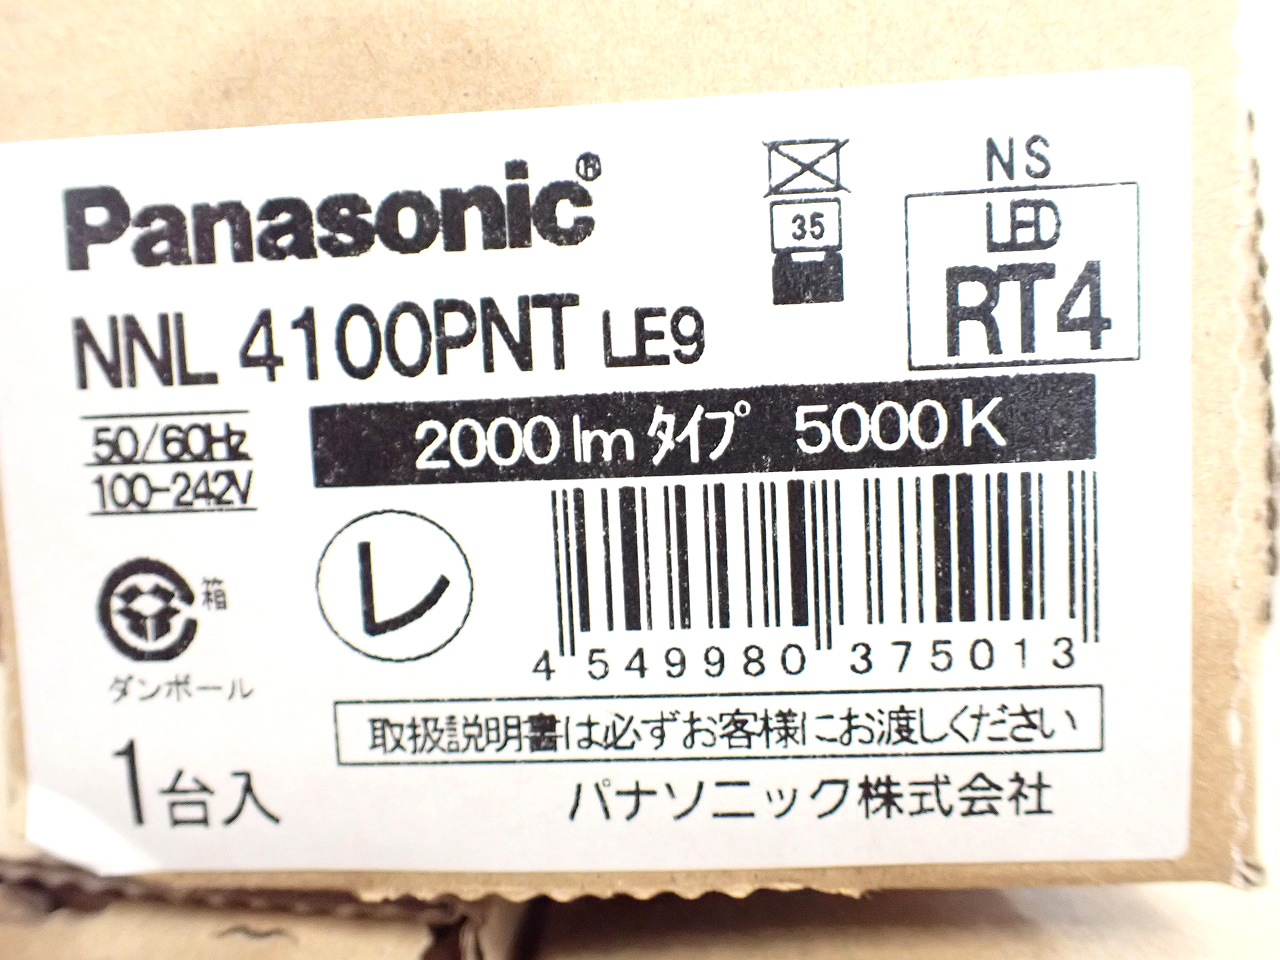 Panasonic®
NNL 4100PNT LE9
35
NS
LED
RT4
50/60Hz
100-242V
2000 lm タイプ 5000K
レ
箱
ダンボール
4 549980 375013
取扱説明書は必ずお客様にお渡しください
1台入
パナソニック株式会社